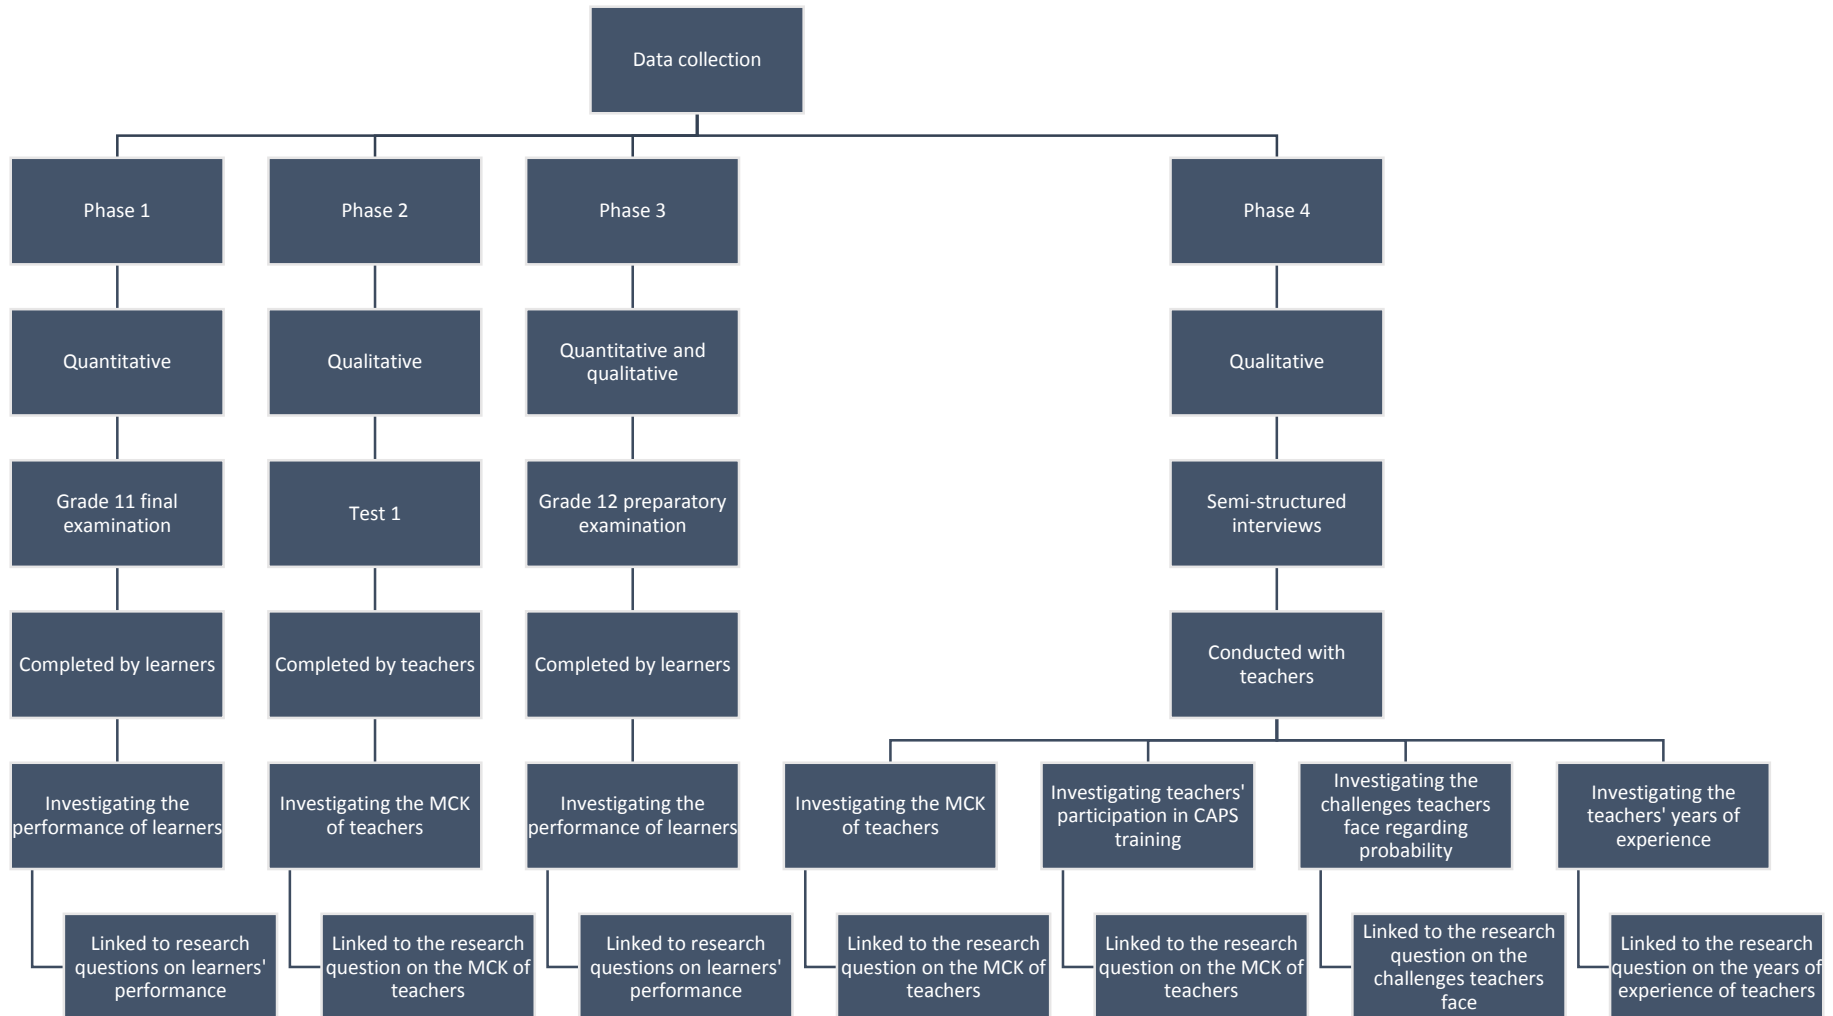 Data collection
Phase 1
Phase 2
Phase 3
Phase 4
Quantitative
Qualitative
Quantitative and
qualitative
Qualitative
Grade 11 final
examination
Test 1
Grade 12 preparatory
examination
Semi-structured
interviews
Completed by learners
Completed by teachers
Completed by learners
Conducted with
teachers
Investigating the
performance of learners
Investigating the MCK
of teachers
Investigating the
performance of learners
Investigating the MCK
of teachers
Investigating teachers'
participation in CAPS
training
Investigating the
challenges teachers
face regarding
probability
Investigating the
teachers' years of
experience
Linked to research
questions on learners'
performance
Linked to the research
question on the MCK of
teachers
Linked to research
questions on learners'
performance
Linked to the research
question on the MCK of
teachers
Linked to the research
question on the MCK of
teachers
Linked to the research
question on the
challenges teachers
face
Linked to the research
question on the years of
experience of teachers